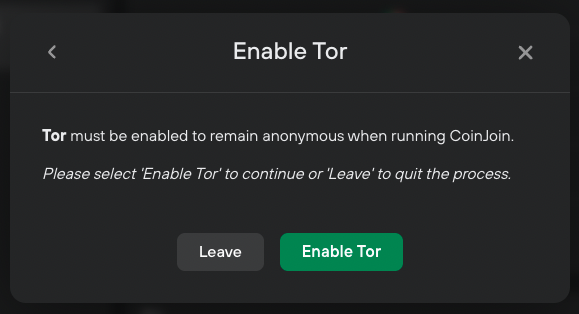 Enable Tor
Tor must be enabled to remain anonymous when running CoinJoin.
Please select 'Enable Tor' to continue or 'Leave' to quit the process.
Leave
Enable Tor